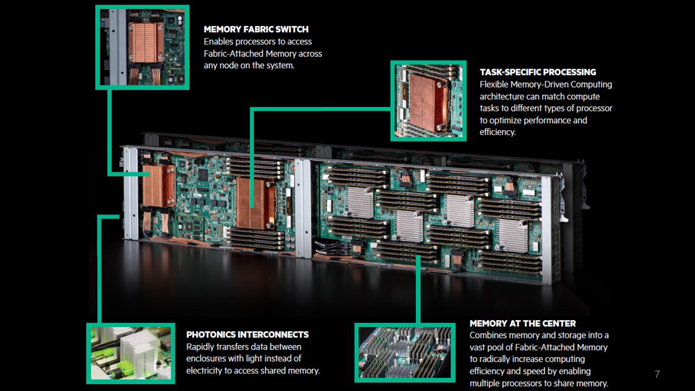 MEMORY FABRIC SWITCH
Enables processors to access
Fabric-Attached Memory across
any node on the system.
TASK-SPECIFIC PROCESSING
Flexible Memory-Driven Computing
architecture can match compute
tasks to different types of processor
to optimize performance and
efficiency.
PHOTONICS INTERCONNECTS
Rapidly transfers data between
enclosures with light instead of
electricity to access shared memory.
MEMORY AT THE CENTER
Combines memory and storage into a
vast pool of Fabric-Attached Memory
to radically increase computing
efficiency and speed by enabling
multiple processors to share memory.
7